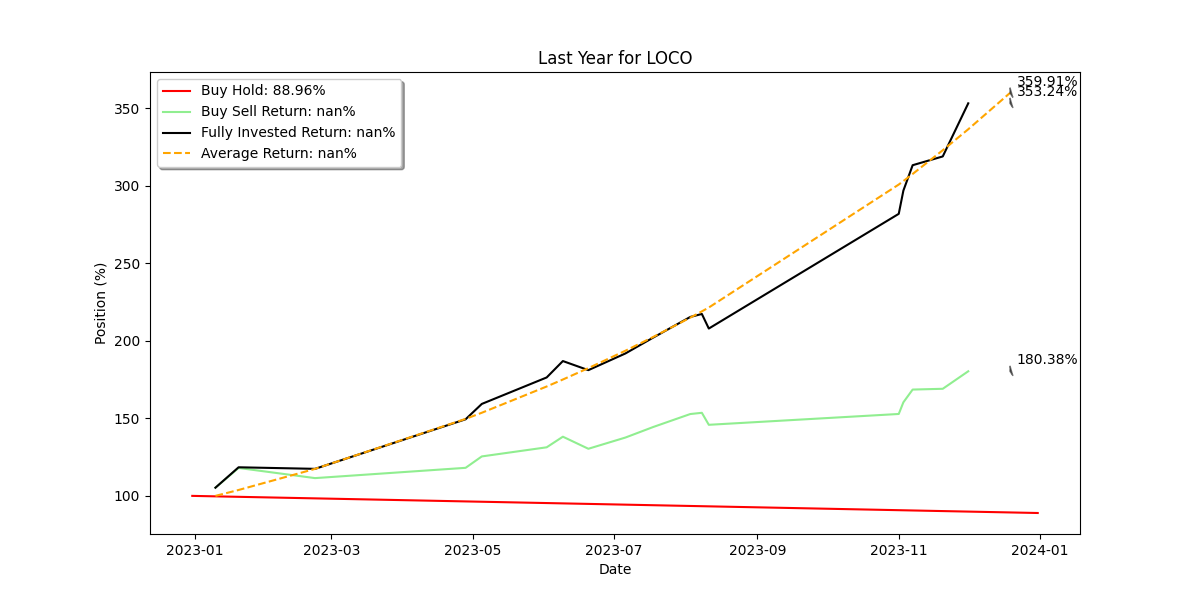 Last Year for LOCO
Buy Hold: 88.96%
Buy Sell Return: nan%
Fully Invested Return: nan%
Average Return: nan%
359.91%
353.24%
180.38%
Position (%)
350
300
250
200
150
100
2023-01
2023-03
2023-05
2023-07
2023-09
2023-11
2024-01
Date